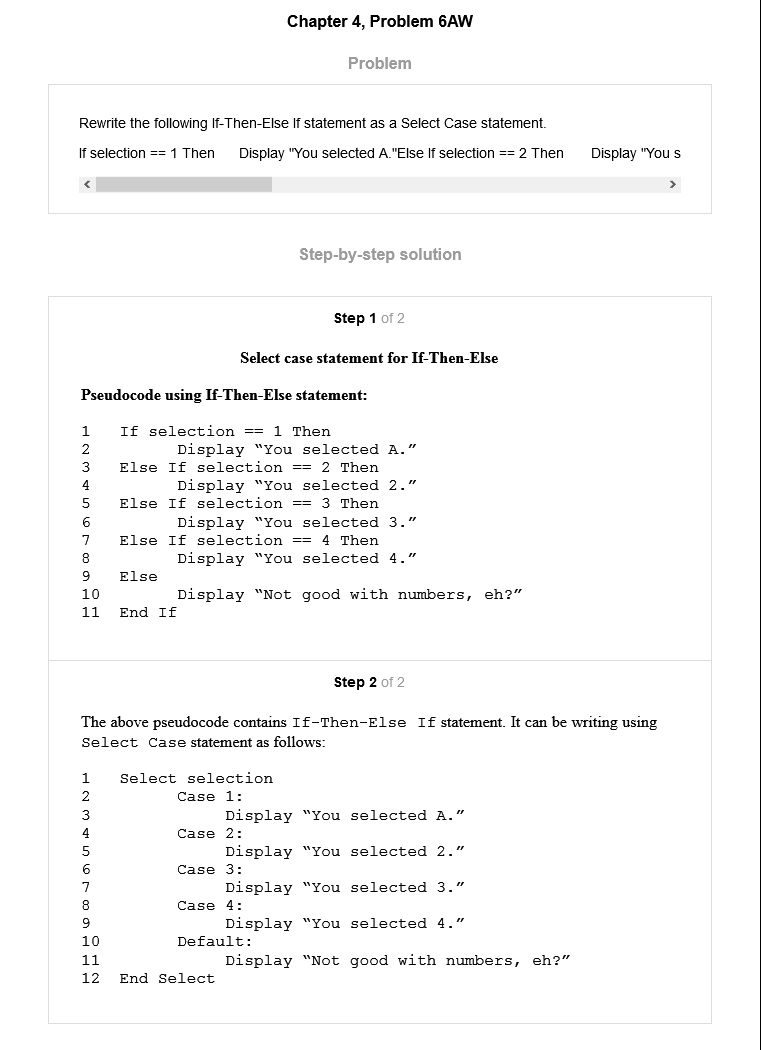 Chapter 4, Problem 6AW
Problem
Rewrite the following If-Then-Else If statement as a Select Case statement.
If selection == 1 Then Display "You selected A."Else If selection == 2 Then Display "You s
Step-by-step solution
Step 1 of 2
Select case statement for If-Then-Else
Pseudocode using If-Then-Else statement:
1 If selection == 1 Then
2 Display “You selected A.”
3 Else If selection == 2 Then
4 Display “You selected 2.”
5 Else If selection == 3 Then
6 Display “You selected 3.”
7 Else If selection == 4 Then
8 Display “You selected 4.”
9 Else
10 Display “Not good with numbers, eh?”
11 End If
Step 2 of 2
The above pseudocode contains If-Then-Else If statement. It can be writing using
Select Case statement as follows:
1 Select selection
2 Case 1:
3 Display “You selected A.”
4 Case 2:
5 Display “You selected 2.”
6 Case 3:
7 Display “You selected 3.”
8 Case 4:
9 Display “You selected 4.”
10 Default:
11 Display “Not good with numbers, eh?”
12 End Select